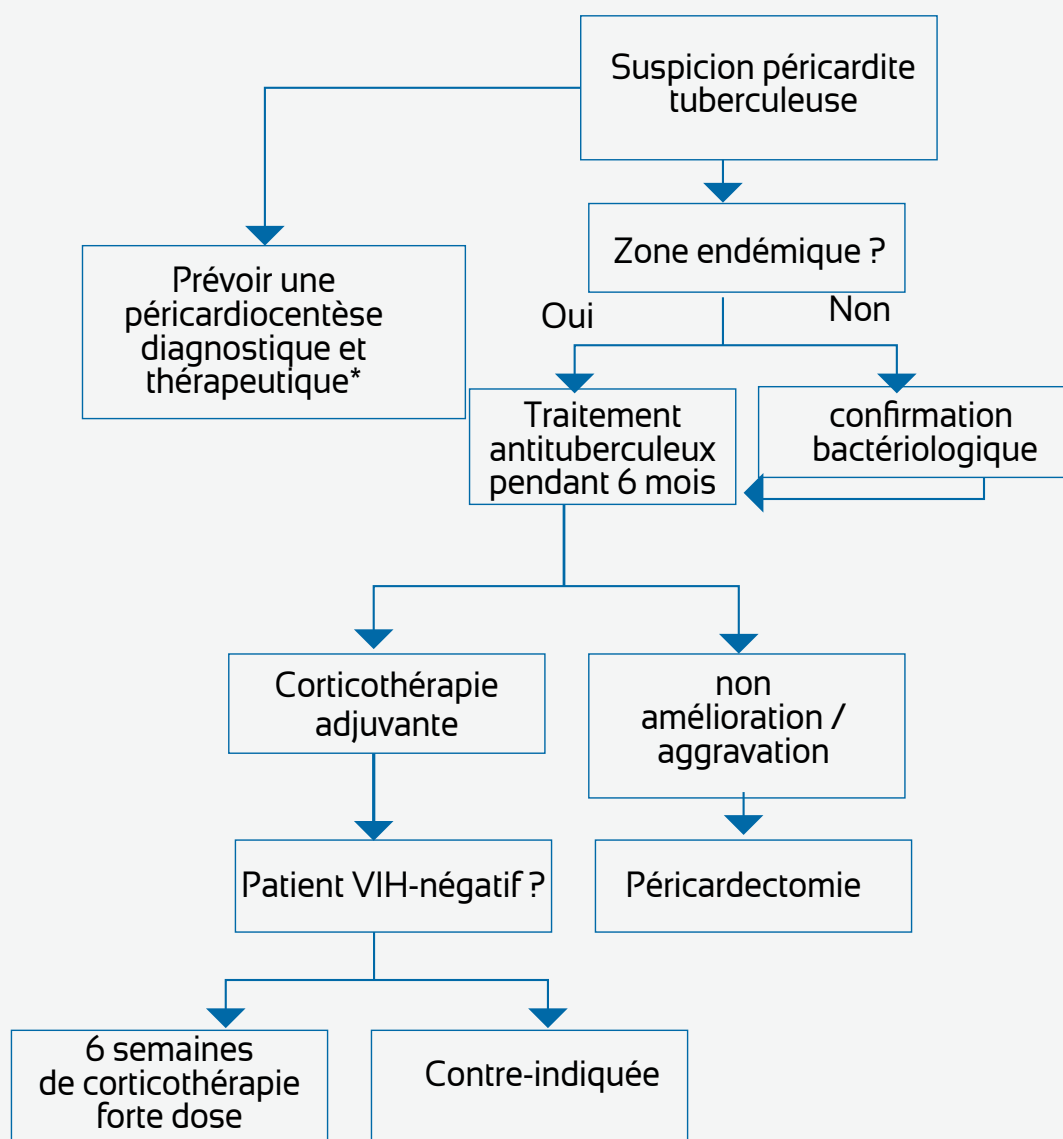 Suspicion péricardite
tuberculeuse
Zone endémique ?
Prévoir une
péricardiocentèse
diagnostique et
thérapeutique*
Oui
Non
Traitement
antituberculeux
pendant 6 mois
confirmation
bactériologique
Corticothérapie
adjuvante
non
amélioration /
aggravation
Patient VIH-négatif ?
Péricardectomie
6 semaines
de corticothérapie
forte dose
Contre-indiquée